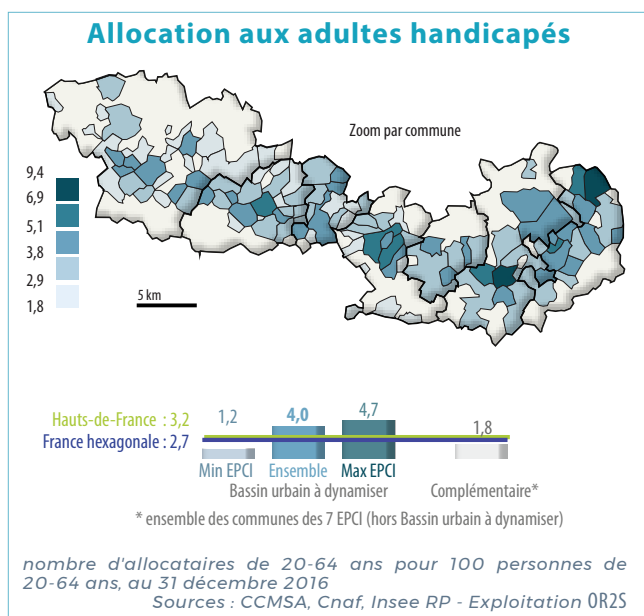 Allocation aux adultes handicapés
Zoom par commune
9,4
6,9
5,1
3,8
2,9
1,8
5 km
Hauts-de-France : 3,2
France hexagonale : 2,7
1,2
4,0
4,7
1,8
Min EPCI
Ensemble
Max EPCI
Bassin urbain à dynamiser
Complémentaire*
* ensemble des communes des 7 EPCI (hors Bassin urbain à dynamiser)
nombre d'allocataires de 20-64 ans pour 100 personnes de
20-64 ans, au 31 décembre 2016
Sources : CCMSA, Cnaf, Insee RP - Exploitation OR2S